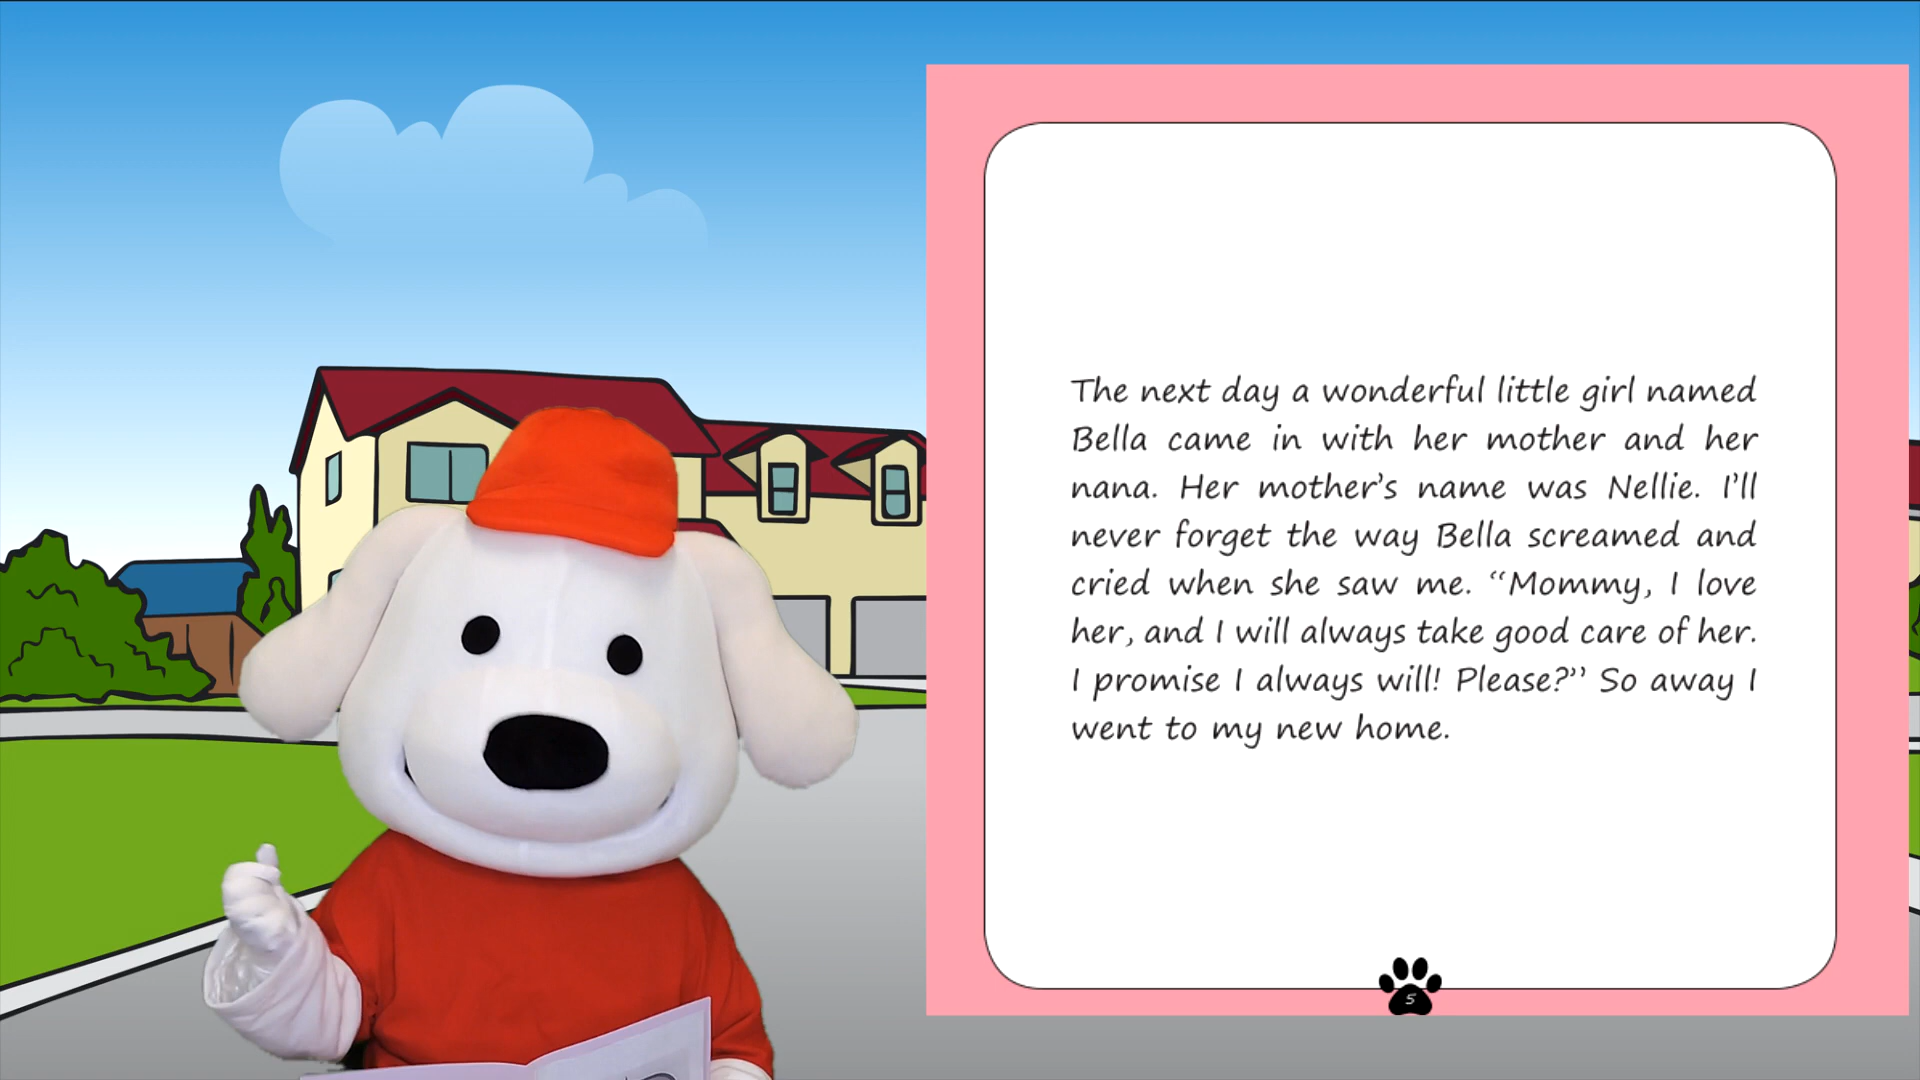 The next day a wonderful little girl named
Bella came in with her mother and her
nana. Her mother’s name was Nellie. I’ll
never forget the way Bella screamed and
cried when she saw me. “Mommy, I love
her, and I will always take good care of her.
I promise I always will! Please?” So away I
went to my new home.
5